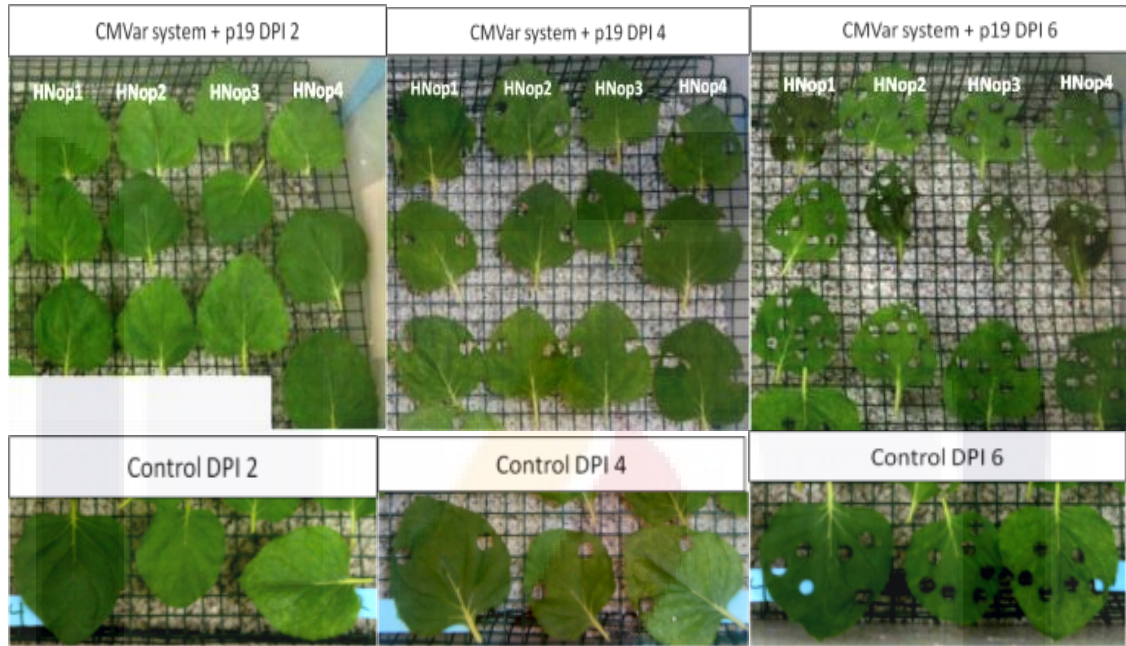 CMVar system + p19 DPI 2
CMVar system + p19 DPI 4
CMVar system + p19 DPI 6
HNop1 HNop2 HNop3 HNop4
HNop1 HNop2 HNop3 HNop4
HNop1 HNop2 HNop3 HNop4
Control DPI 2
Control DPI 4
Control DPI 6